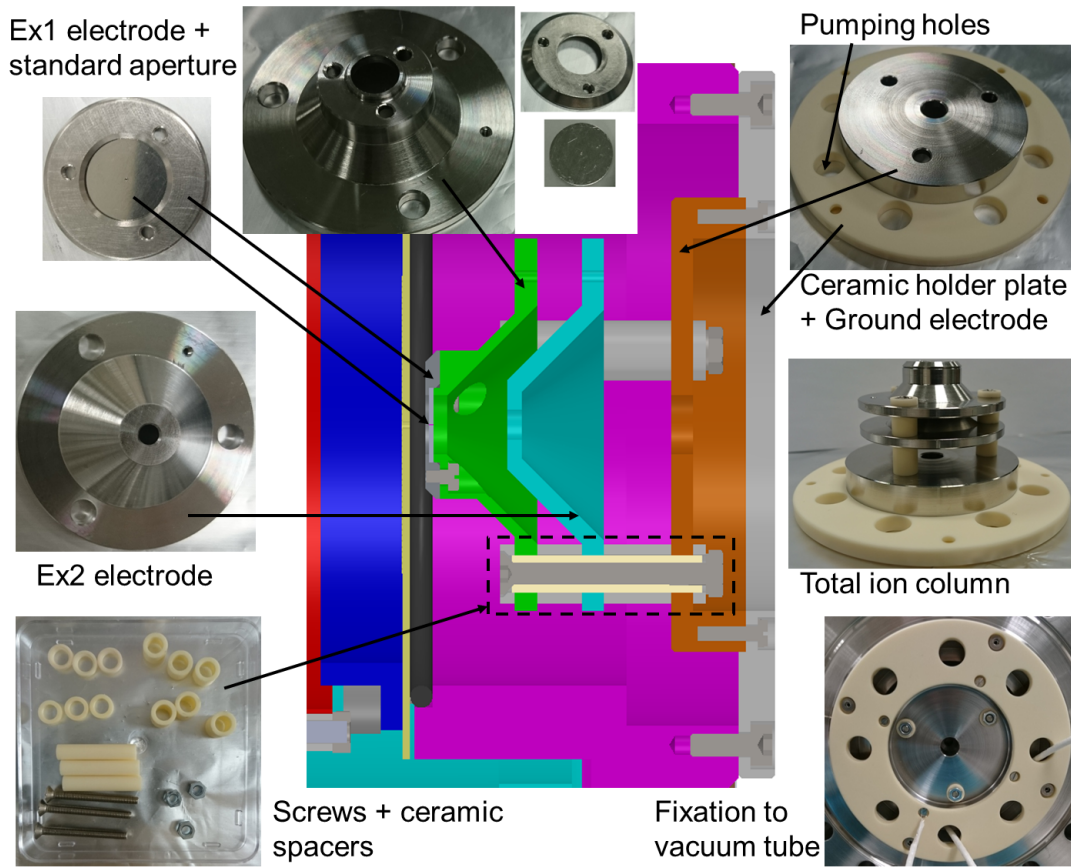 Ex1 electrode +
standard aperture
Pumping holes
Ceramic holder plate
+ Ground electrode
Ex2 electrode
Total ion column
Screws + ceramic
spacers
Fixation to
vacuum tube